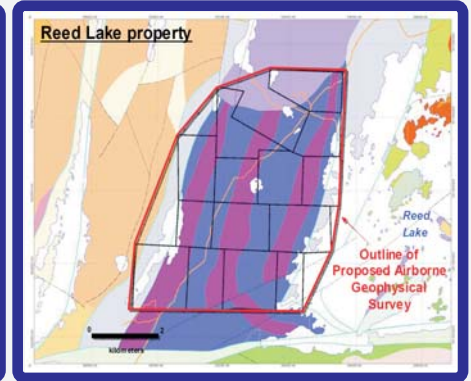 Reed Lake property
Reed
Lake
Outline of
Proposed Airborne
Geophysical
Survey
0 2
kilometers